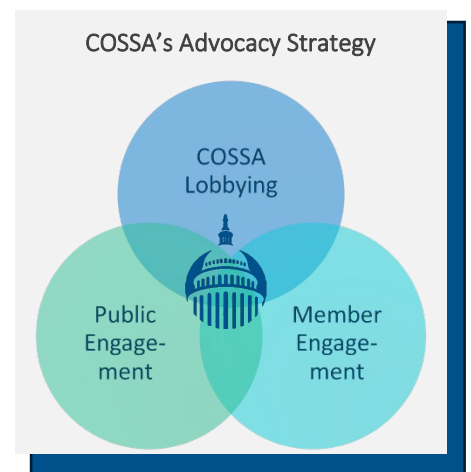 COSSA's Advocacy Strategy
COSSA
Lobbying
Public
Engage-
ment
Member
Engage-
ment